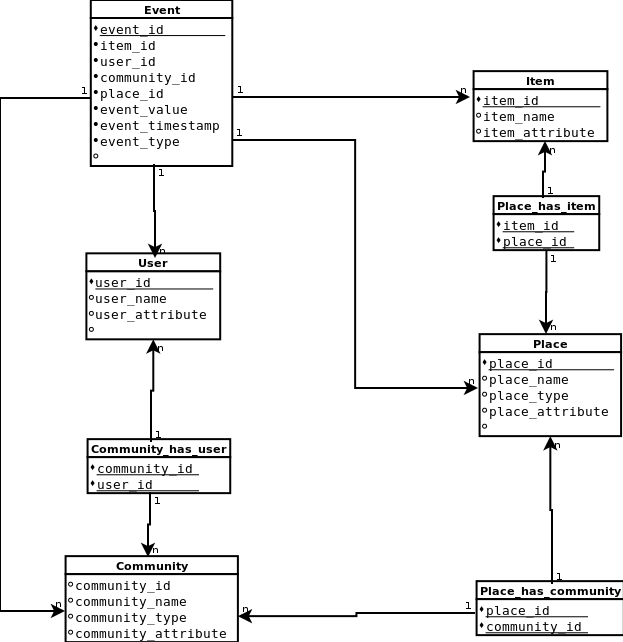 Event
event_id
item_id
user_id
community_id
place_id
event_value
event_timestamp
event_type
1
1
n
1
1
n
Item
item_id
item_name
item_attribute
n
1
Place_has_item
item_id
place_id
1
n
User
user_id
user_name
user_attribute
n
Place
place_id
place_name
place_type
place_attribute
n
n
1
Community_has_user
community_id
user_id
1
n
Community
community_id
community_name
community_type
community_attribute
n
n
1
1
Place_has_community
place_id
community_id